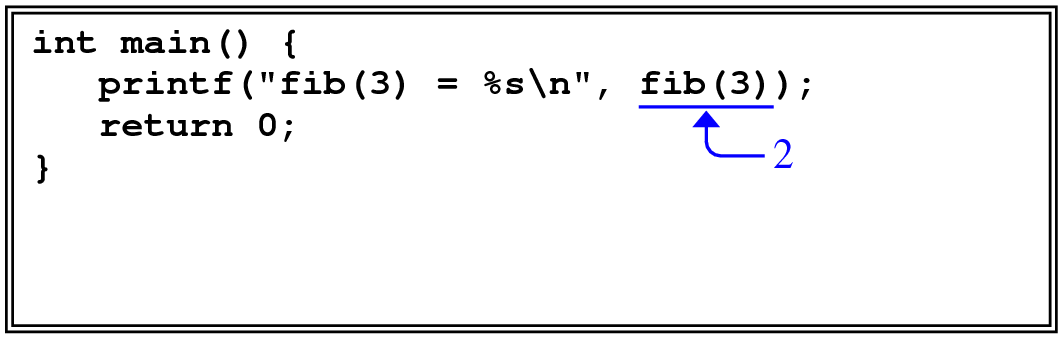 int main() {
   printf("fib(3) = %s\n", fib(3));
   return 0;
2
}